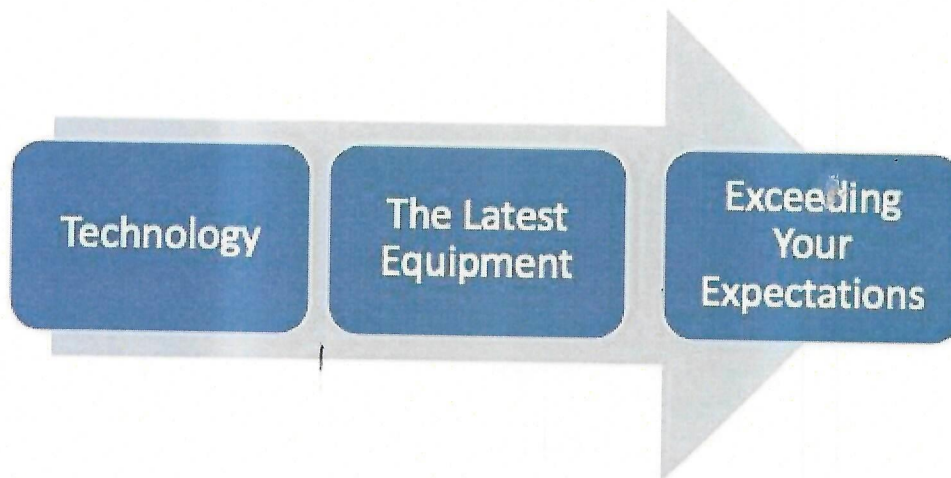 Technology
The Latest
Equipment
Exceeding
Your
Expectations